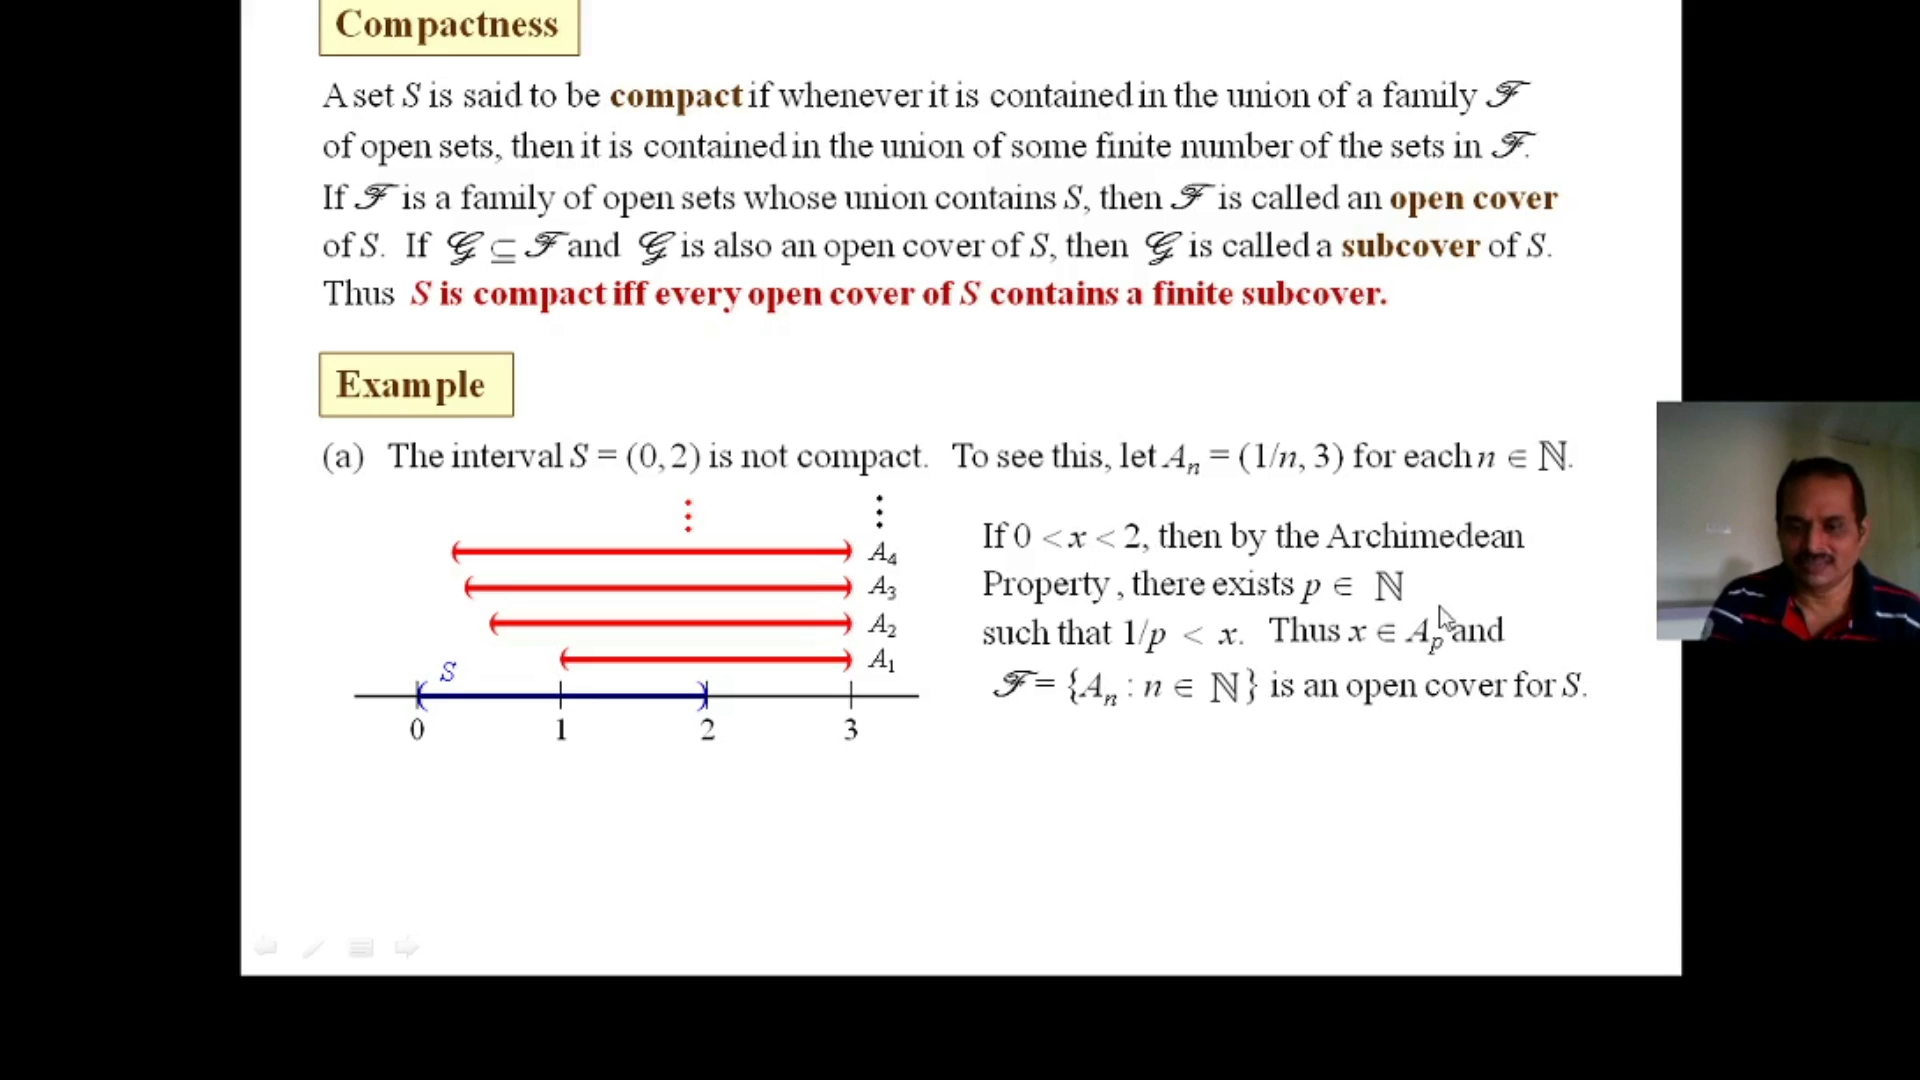 Compactness
A set S is said to be compact if whenever it is contained in the union of a family ℱ
of open sets, then it is contained in the union of some finite number of the sets in ℱ.
If ℱ is a family of open sets whose union contains S, then ℱ is called an open cover
of S. If 𝒢 ⊆ ℱ and 𝒢 is also an open cover of S, then 𝒢 is called a subcover of S.
Thus S is compact iff every open cover of S contains a finite subcover.
Example
(a) The interval S = (0, 2) is not compact. To see this, let Aₙ = (1/n, 3) for each n ∈ ℕ.
A₄
A₃
A₂
A₁
S
0 1 2 3
If 0 < x < 2, then by the Archimedean
Property, there exists p ∈ ℕ
such that 1/p < x. Thus x ∈ Aₚ and
ℱ = {Aₙ : n ∈ ℕ} is an open cover for S.